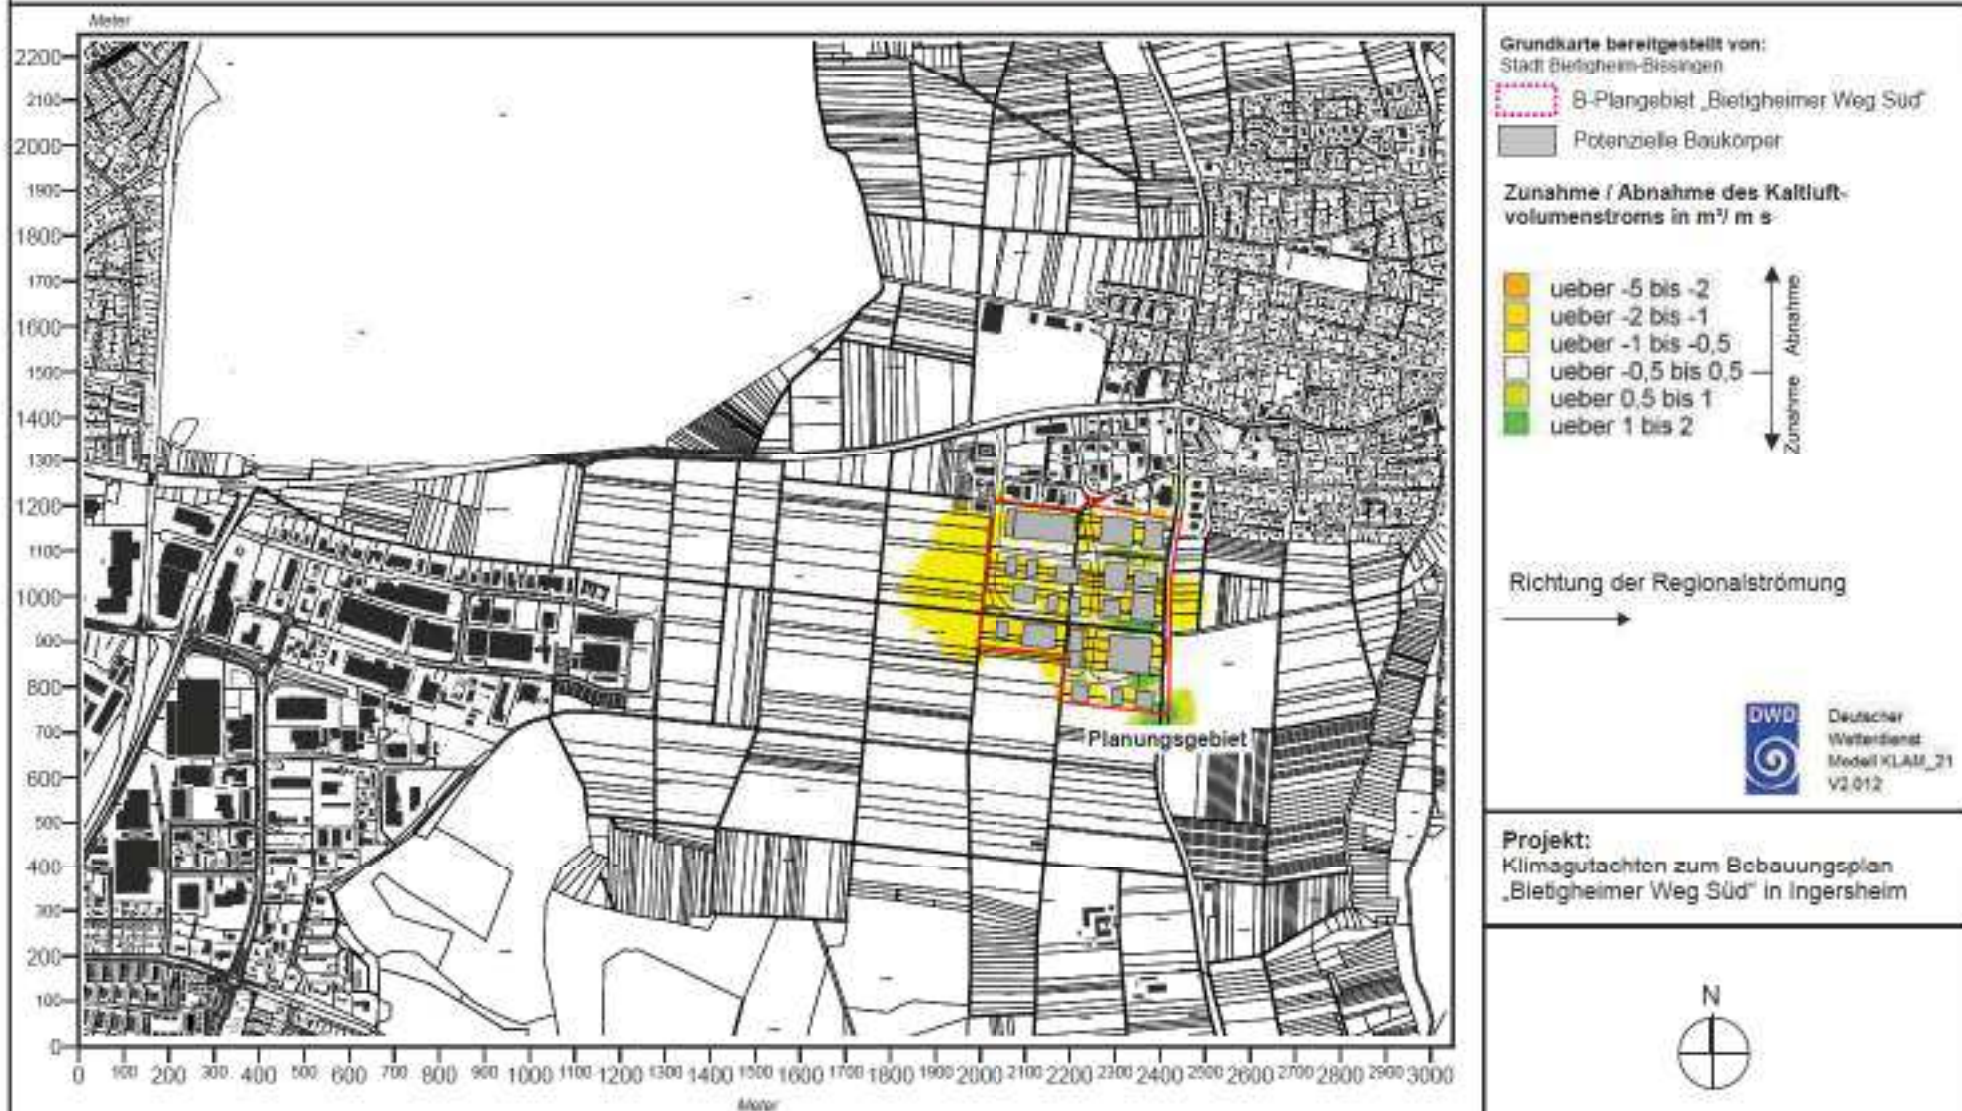 Meter
2200
2100
2000
1900
1800
1700
1600
1500
1400
1300
1200
1100
1000
900
800
700
600
500
400
300
200
100
0
0 100 200 300 400 500 600 700 800 900 1000 1100 1200 1300 1400 1500 1600 1700 1800 1900 2000 2100 2200 2300 2400 2500 2600 2700 2800 2900 3000
Meter
Planungsgebiet
Grundkarte bereitgestellt von:
Stadt Bietigheim-Bissingen
B-Plangebiet „Bietigheimer Weg Süd“
Potenzielle Baukörper
Zunahme / Abnahme des Kaltluft-
volumenstroms in m³/ m s
ueber -5 bis -2
ueber -2 bis -1
ueber -1 bis -0,5
ueber -0,5 bis 0,5
ueber 0,5 bis 1
ueber 1 bis 2
Abnahme
Zunahme
Richtung der Regionalströmung
DWD
Deutscher
Wetterdienst
Modell KLAM_21
V2.012
Projekt:
Klimagutachten zum Bebauungsplan
„Bietigheimer Weg Süd“ in Ingersheim
N